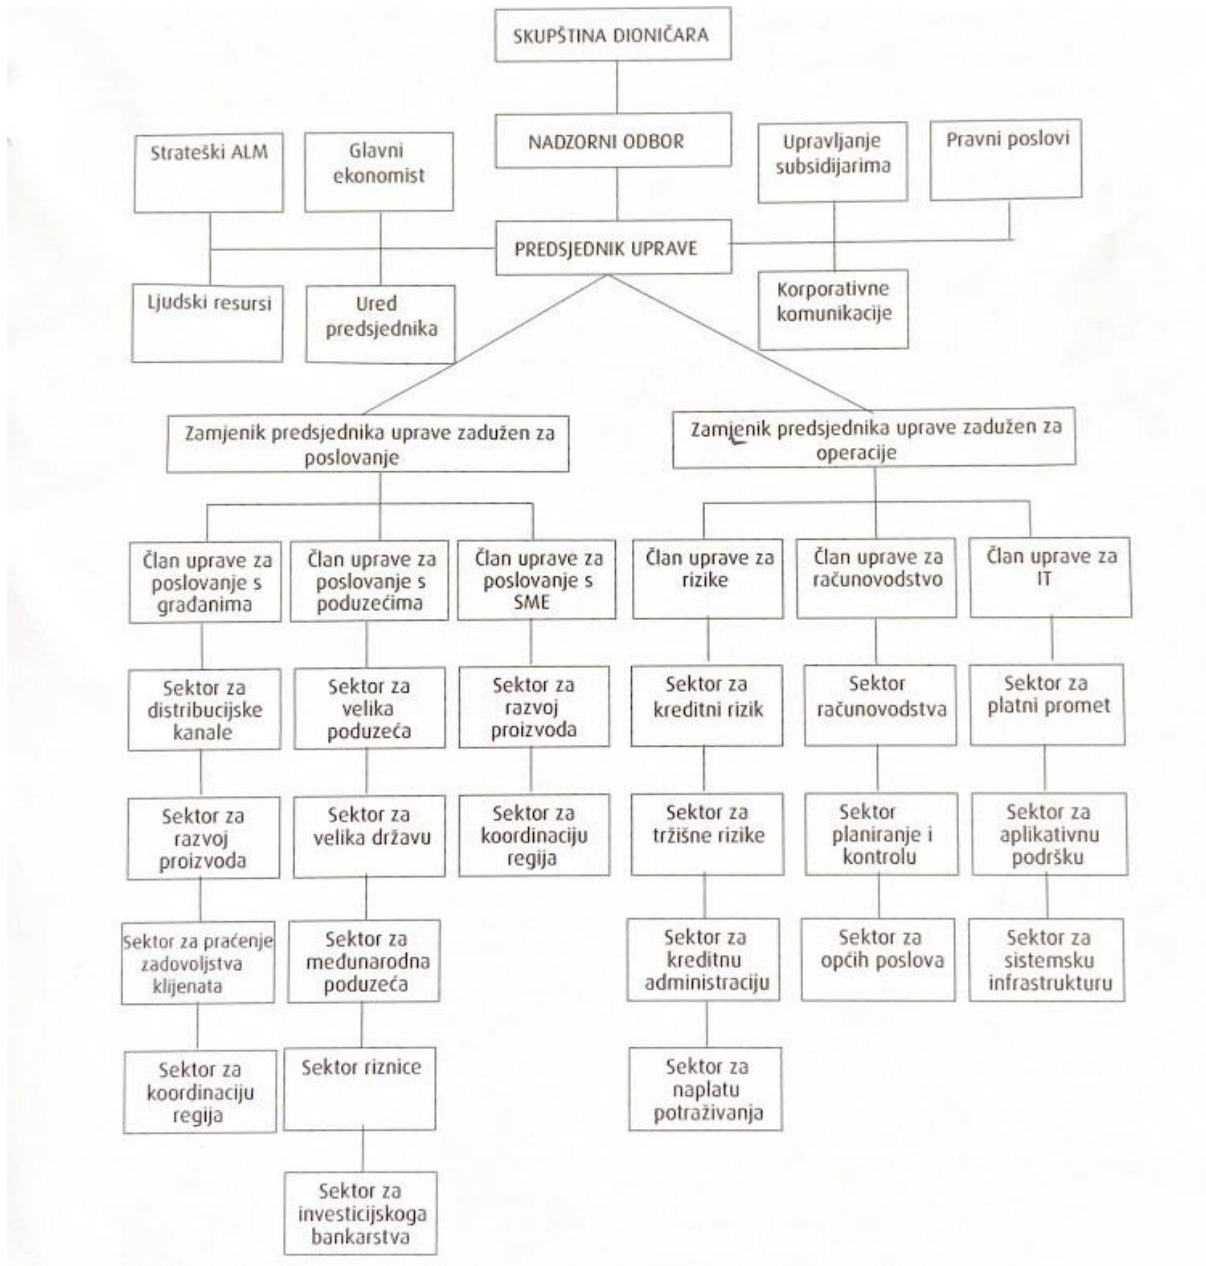 SKUPŠTINA DIONIČARA
NADZORNI ODBOR
Strateški ALM
Glavni
ekonomist
Upravljanje
subsidijarima
Pravni poslovi
PREDSJEDNIK UPRAVE
Ljudski resursi
Ured
predsjednika
Korporativne
komunikacije
Zamjenik predsjednika uprave zadužen za
poslovanje
Zamjenik predsjednika uprave zadužen za
operacije
Član uprave za
poslovanje s
građanima
Član uprave za
poslovanje s
poduzećima
Član uprave za
poslovanje s
SME
Član uprave za
rizike
Član uprave za
računovodstvo
Član uprave za
IT
Sektor za
distribucijske
kanale
Sektor za
velika
poduzeća
Sektor za
razvoj
proizvoda
Sektor za
kreditni rizik
Sektor
računovodstva
Sektor za
platni promet
Sektor za
razvoj
proizvoda
Sektor za
velika državu
Sektor za
koordinaciju
regija
Sektor za
tržišne rizike
Sektor
planiranje i
kontrolu
Sektor za
aplikativnu
podršku
Sektor za praćenje
zadovoljstva
klijenata
Sektor za
međunarodna
poduzeća
Sektor za
kreditnu
administraciju
Sektor za
općih poslova
Sektor za
sistemsku
infrastrukturu
Sektor za
koordinaciju
regija
Sektor riznice
Sektor za
naplatu
potraživanja
Sektor za
investicijskoga
bankarstva